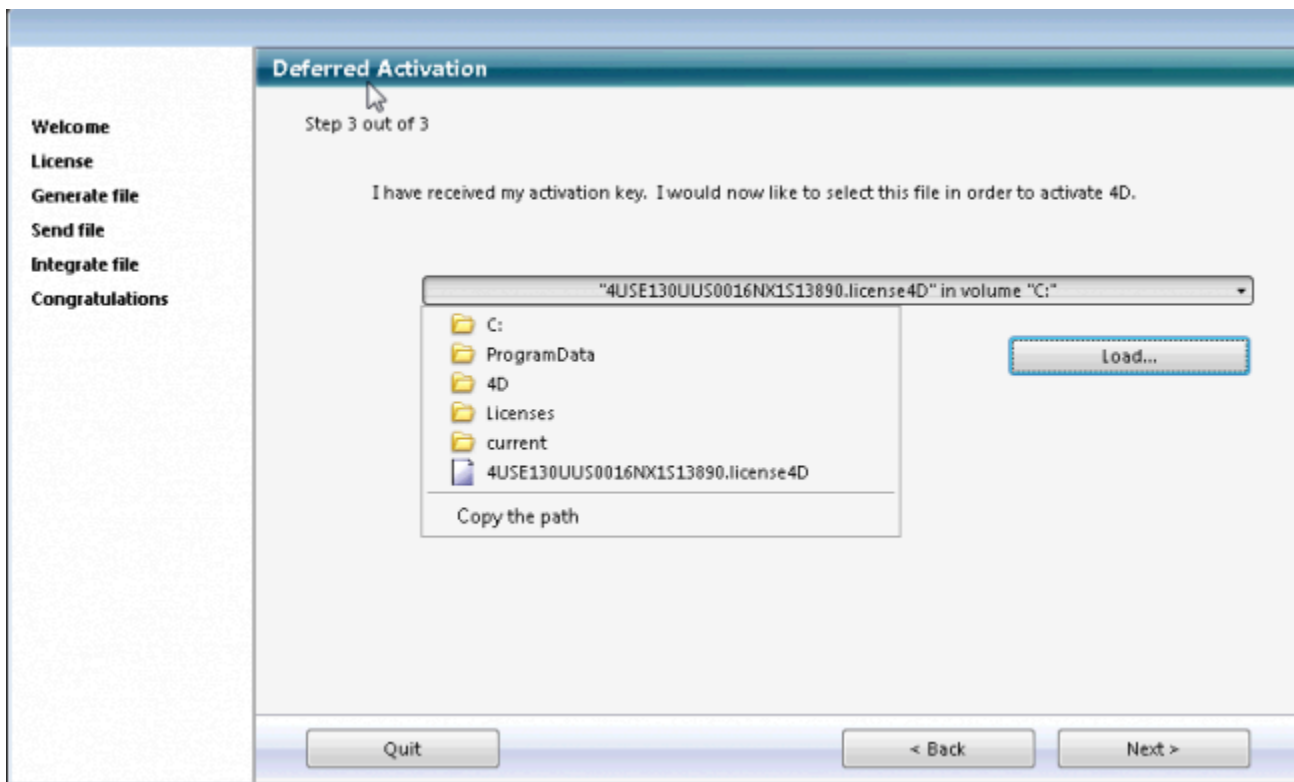 Deferred Activation
Step 3 out of 3
Welcome
License
Generate file
Send file
Integrate file
Congratulations
I have received my activation key. I would now like to select this file in order to activate 4D.
"4USE130UUS0016NX1S13890.license4D" in volume "C:"
C:
ProgramData
4D
Licenses
current
4USE130UUS0016NX1S13890.license4D
Copy the path
Load...
Quit
< Back
Next >